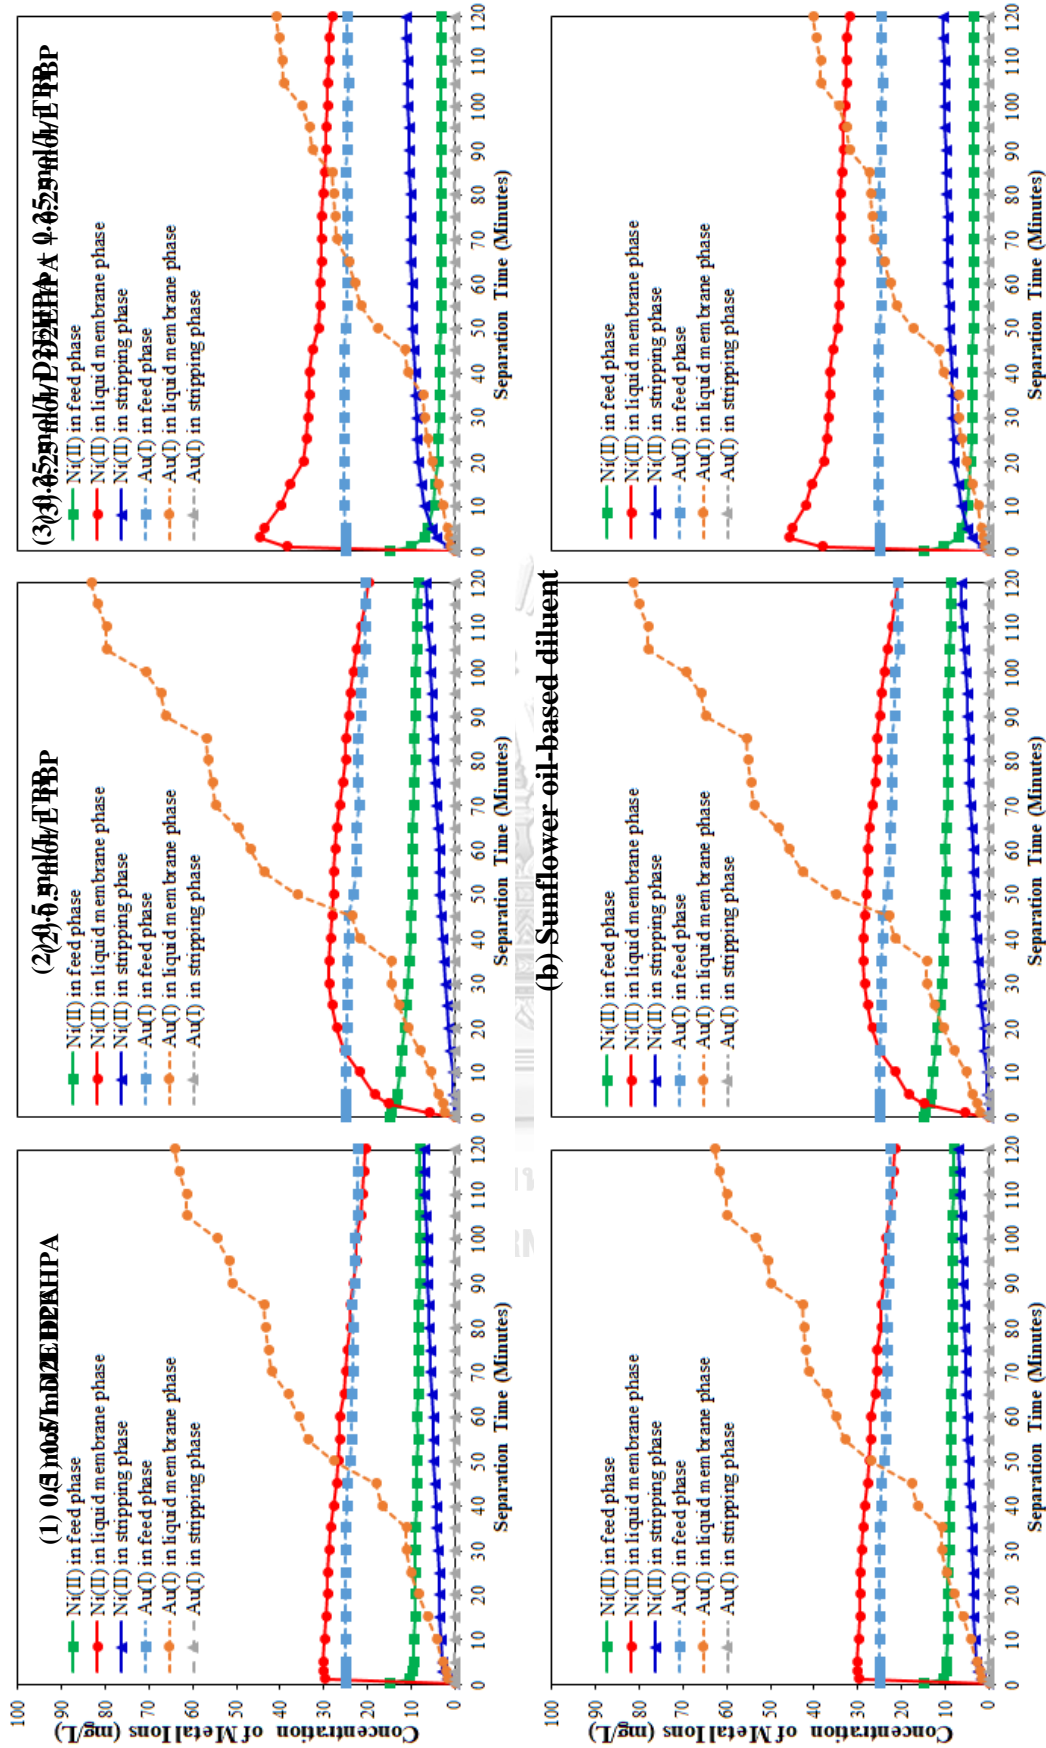 (1) 0.5 mol/L D2EHPA
Concentration
of Metal Ions (mg/L)
100
90
80
70
60
50
40
30
20
10
0
Ni(II) in feed phase
Ni(II) in liquid membrane phase
Ni(II) in stripping phase
Au(I) in feed phase
Au(I) in liquid membrane phase
Au(I) in stripping phase
0 10 20 30 40 50 60 70 80 90 100 110 120
Separation Time (Minutes)
(2) 0.5 mol/L TBP
Ni(II) in feed phase
Ni(II) in liquid membrane phase
Ni(II) in stripping phase
Au(I) in feed phase
Au(I) in liquid membrane phase
Au(I) in stripping phase
0 10 20 30 40 50 60 70 80 90 100 110 120
Separation Time (Minutes)
(3) 0.25 mol/L D2EHPA + 0.25 mol/L TBP
Ni(II) in feed phase
Ni(II) in liquid membrane phase
Ni(II) in stripping phase
Au(I) in feed phase
Au(I) in liquid membrane phase
Au(I) in stripping phase
0 10 20 30 40 50 60 70 80 90 100 110 120
Separation Time (Minutes)
(b) Sunflower oil-based diluent
Concentration
of Metal Ions (mg/L)
100
90
80
70
60
50
40
30
20
10
0
Ni(II) in feed phase
Ni(II) in liquid membrane phase
Ni(II) in stripping phase
Au(I) in feed phase
Au(I) in liquid membrane phase
Au(I) in stripping phase
0 10 20 30 40 50 60 70 80 90 100 110 120
Separation Time (Minutes)
Ni(II) in feed phase
Ni(II) in liquid membrane phase
Ni(II) in stripping phase
Au(I) in feed phase
Au(I) in liquid membrane phase
Au(I) in stripping phase
0 10 20 30 40 50 60 70 80 90 100 110 120
Separation Time (Minutes)
Ni(II) in feed phase
Ni(II) in liquid membrane phase
Ni(II) in stripping phase
Au(I) in feed phase
Au(I) in liquid membrane phase
Au(I) in stripping phase
0 10 20 30 40 50 60 70 80 90 100 110 120
Separation Time (Minutes)